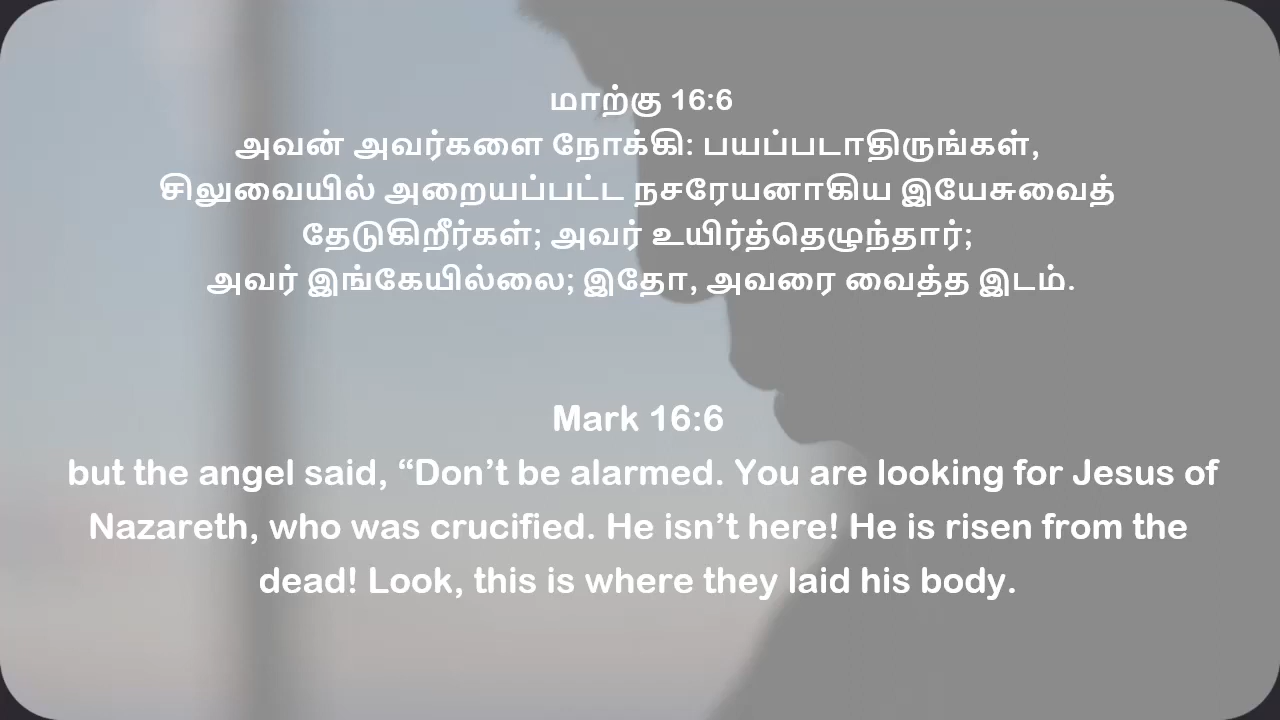 மாற்கு 16:6
அவன் அவர்களை நோக்கி: பயப்படாதிருங்கள்,
சிலுவையில் அறையப்பட்ட நசரேயனாகிய இயேசுவைத்
தேடுகிறீர்கள்; அவர் உயிர்த்தெழுந்தார்;
அவர் இங்கேயில்லை; இதோ, அவரை வைத்த இடம்.
Mark 16:6
but the angel said, “Don’t be alarmed. You are looking for Jesus of
Nazareth, who was crucified. He isn’t here! He is risen from the
dead! Look, this is where they laid his body.